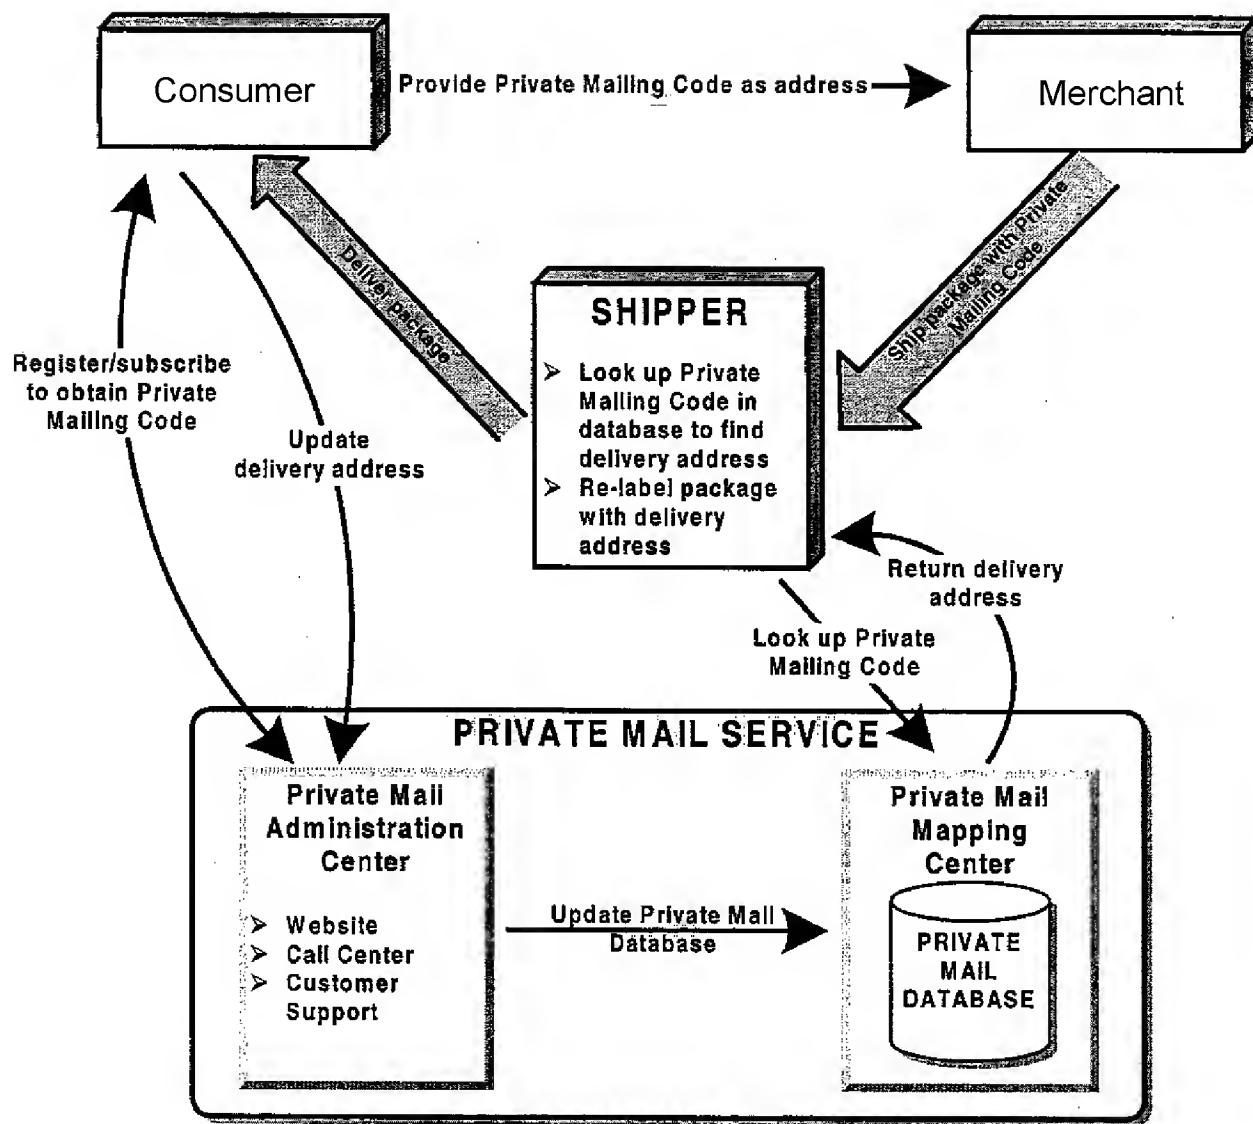 Consumer
Provide Private Mailing Code as address
Merchant
Deliver package
Ship package with Private
Mailing Code
SHIPPER
➢ Look up Private
Mailing Code in
database to find
delivery address
➢ Re-label package
with delivery
address
Register/subscribe
to obtain Private
Mailing Code
Update
delivery address
Return delivery
address
Look up Private
Mailing Code
PRIVATE MAIL SERVICE
Private Mail
Administration
Center
➢ Website
➢ Call Center
➢ Customer
Support
Update Private Mail
Database
Private Mail
Mapping
Center
PRIVATE
MAIL
DATABASE